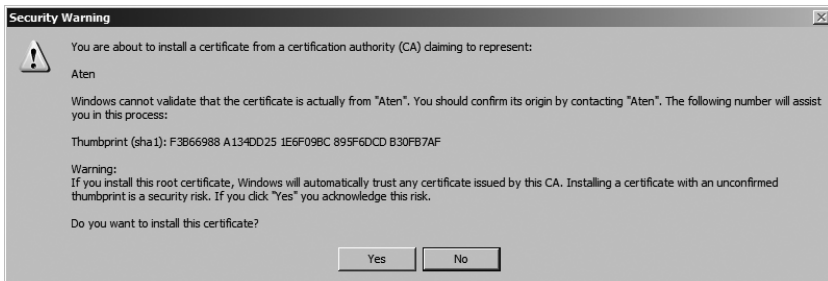 Security Warning
You are about to install a certificate from a certification authority (CA) claiming to represent:
Aten
Windows cannot validate that the certificate is actually from "Aten". You should confirm its origin by contacting "Aten". The following number will assist
you in this process:
Thumbprint (sha1): F3B66988 A134DD25 1E6F09BC 895F6DCD B30FB7AF
Warning:
If you install this root certificate, Windows will automatically trust any certificate issued by this CA. Installing a certificate with an unconfirmed
thumbprint is a security risk. If you click "Yes" you acknowledge this risk.
Do you want to install this certificate?
Yes
No